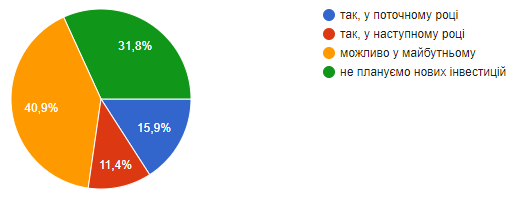 31,8%
40,9%
15,9%
11,4%
так, у поточному році
так, у наступному році
можливо у майбутньому
не плануємо нових інвестицій